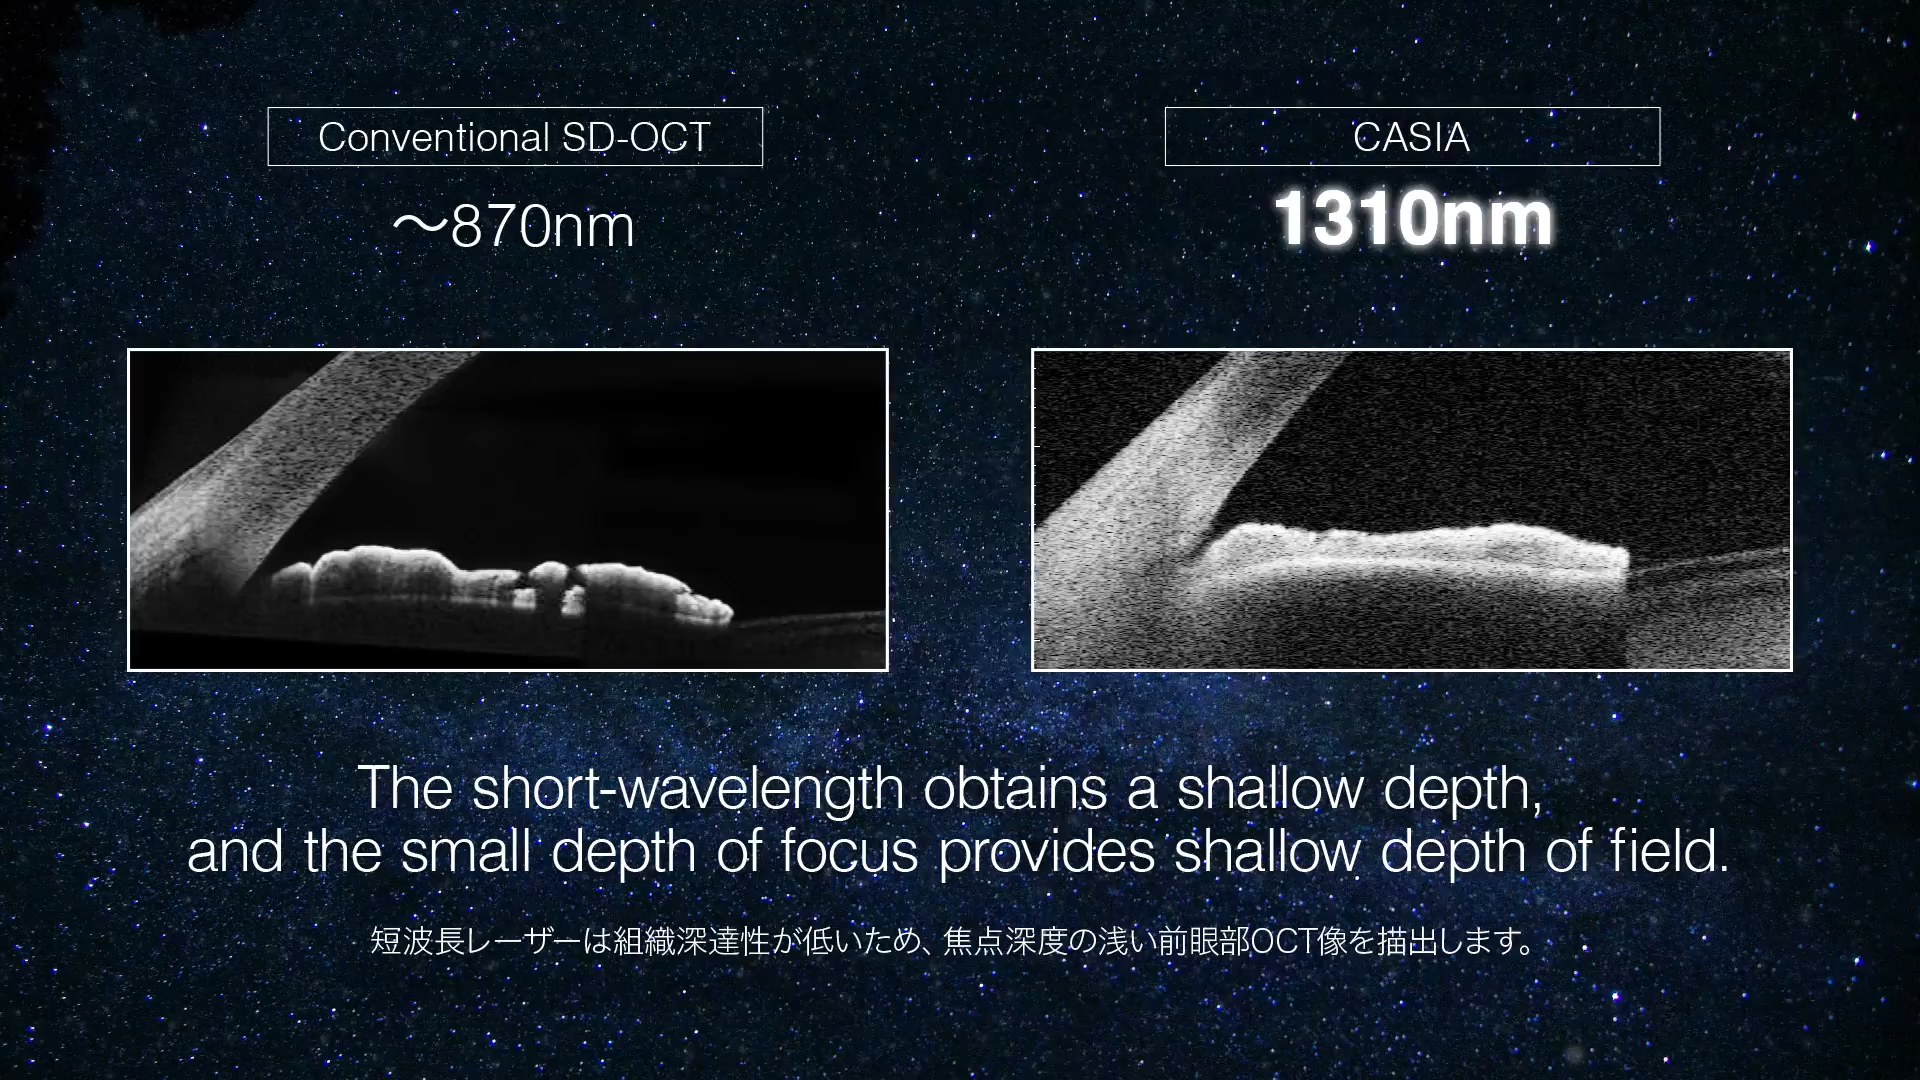 Conventional SD-OCT
～870nm
CASIA
1310nm
The short-wavelength obtains a shallow depth,
and the small depth of focus provides shallow depth of field.
短波長レーザーは組織深達性が低いため、焦点深度の浅い前眼部OCT像を描出します。